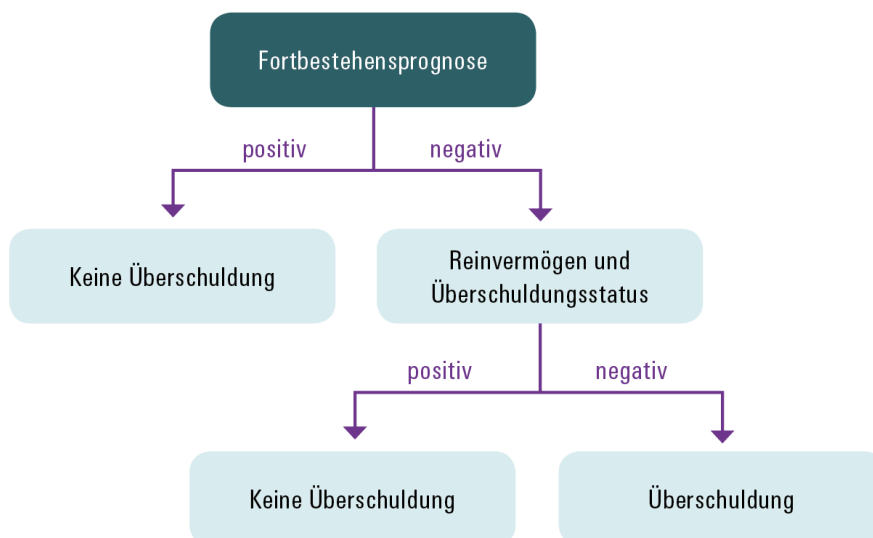 Fortbestehensprognose
positiv
negativ
Keine Überschuldung
Reinvermögen und
Überschuldungsstatus
positiv
negativ
Keine Überschuldung
Überschuldung